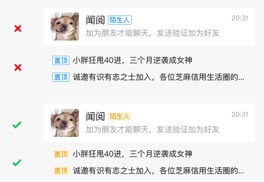 闻阅 陌生人 20:31
加为朋友才能聊天，发送验证加为好友
置顶 小胖狂甩40进，三个月逆袭成女神
置顶 诚邀有识有志之士加入，各位芝麻信用生活圈的...
闻阅 陌生人 20:31
加为朋友才能聊天，发送验证加为好友
置顶 小胖狂甩40进，三个月逆袭成女神
置顶 诚邀有识有志之士加入，各位芝麻信用生活圈的...